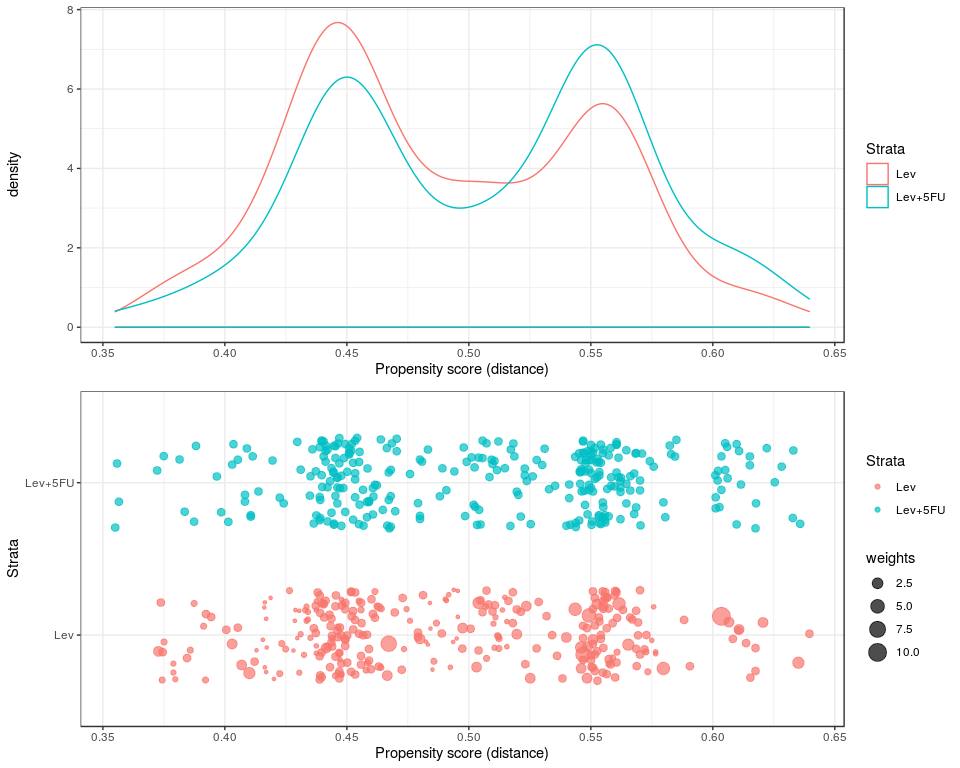 8
6
4
2
0
density
0.35 0.40 0.45 0.50 0.55 0.60 0.65
Propensity score (distance)
Strata
Lev
Lev+5FU
Lev+5FU
Lev
Strata
0.35 0.40 0.45 0.50 0.55 0.60 0.65
Propensity score (distance)
Strata
Lev
Lev+5FU
weights
2.5
5.0
7.5
10.0